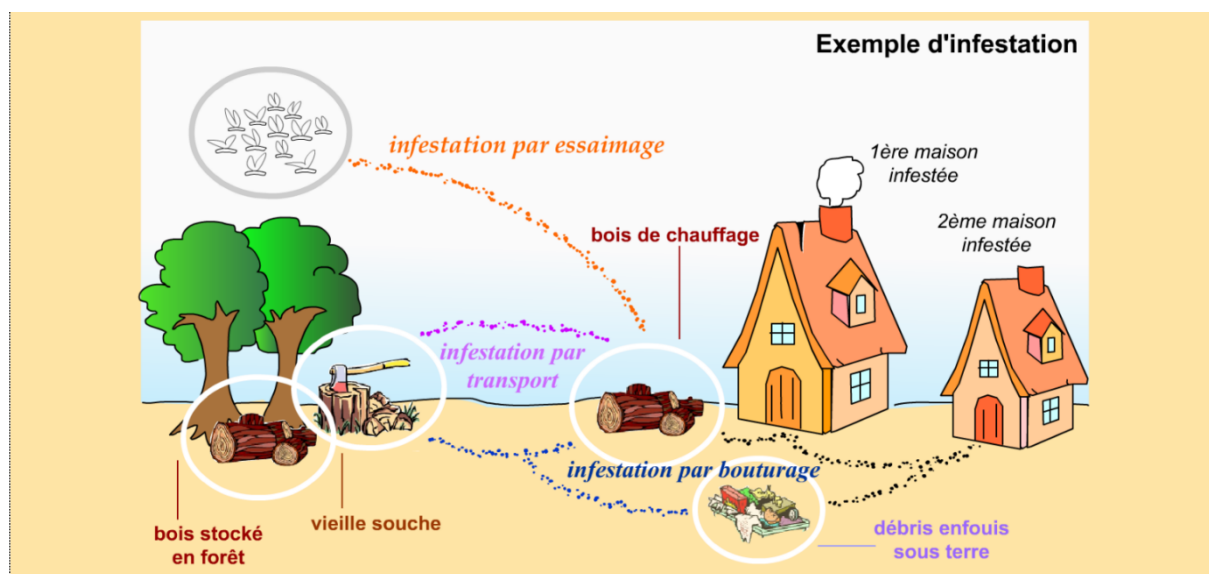 Exemple d'infestation
infestation par essaimage
1ère maison
infestée
2ème maison
infestée
bois de chauffage
infestation par
transport
infestation par bouturage
vieille souche
bois stocké
en forêt
débris enfouis
sous terre